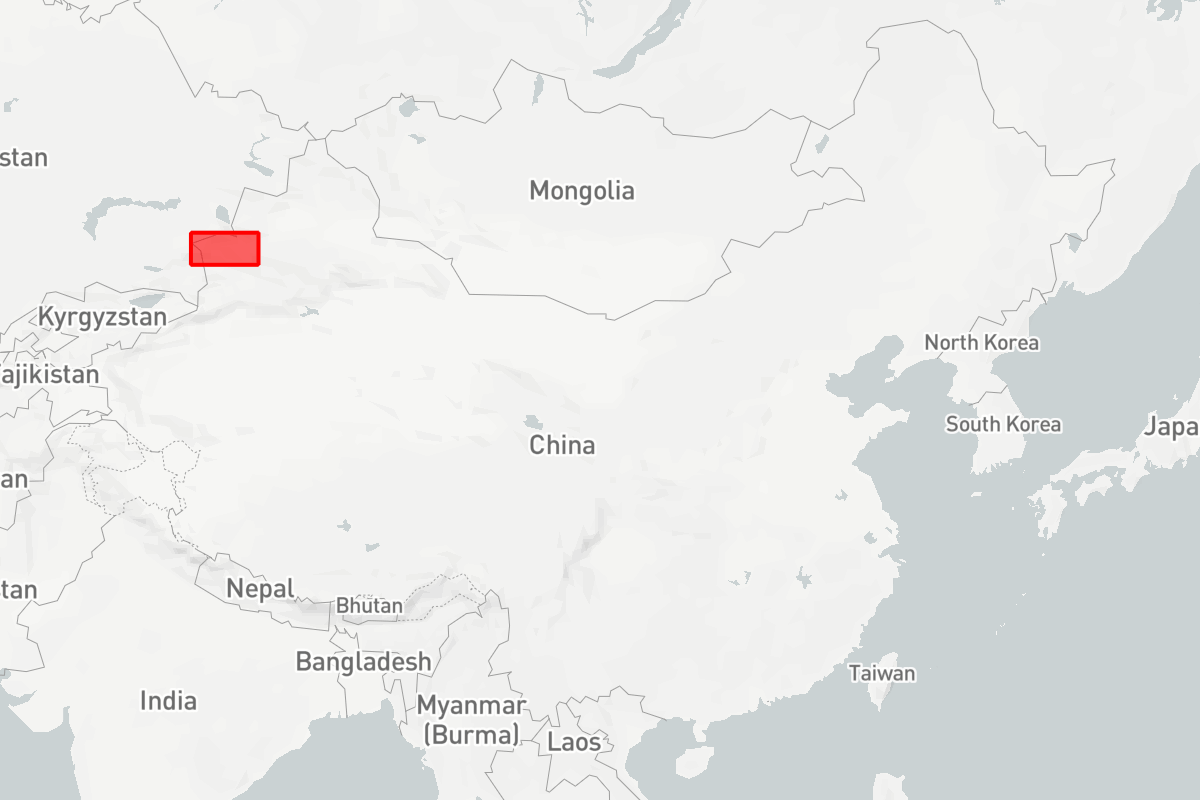 stan
Mongolia
Kyrgyzstan
North Korea
ajikistan
South Korea
Japa
China
an
Nepal
stan
Bhutan
Bangladesh
Taiwan
India
Myanmar
(Burma)
Laos